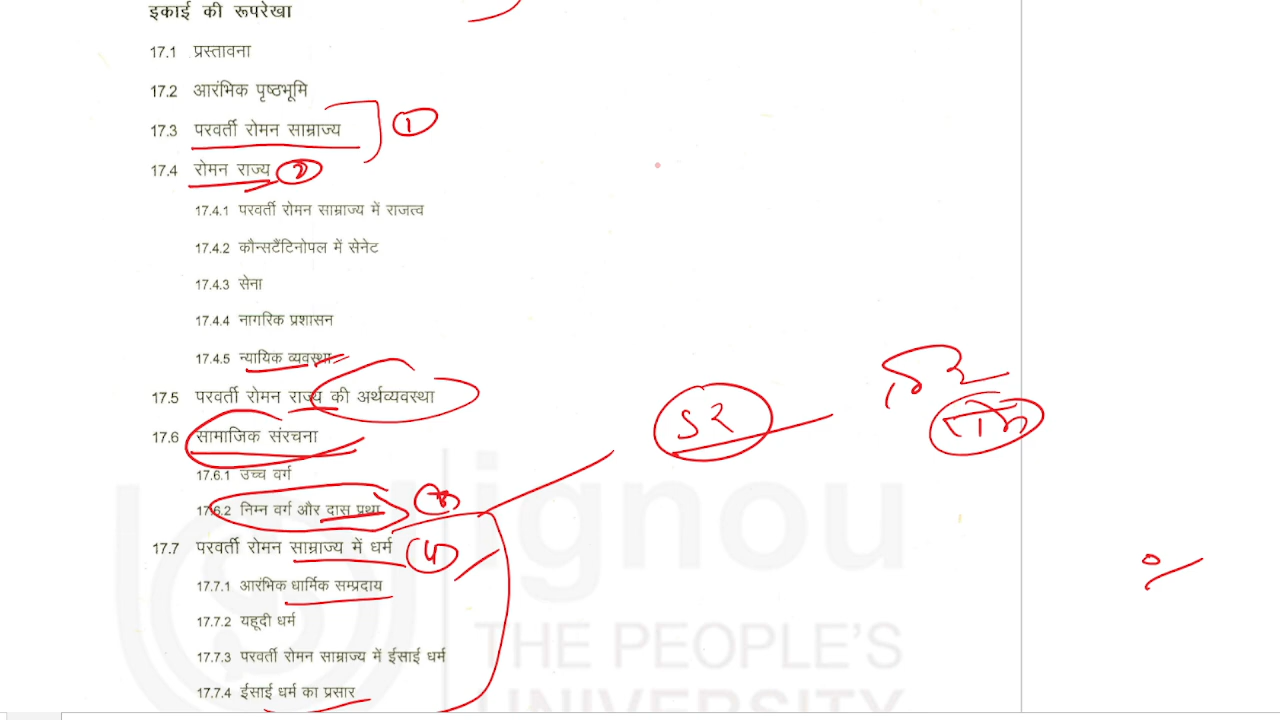 इकाई की रूपरेखा
17.1 प्रस्तावना
17.2 आरंभिक पृष्ठभूमि
17.3 परवर्ती रोमन साम्राज्य
1
17.4 रोमन राज्य
2
17.4.1 परवर्ती रोमन साम्राज्य में राजत्व
17.4.2 कौन्सटैंटिनोपल में सेनेट
17.4.3 सेना
17.4.4 नागरिक प्रशासन
17.4.5 न्यायिक व्यवस्था
17.5 परवर्ती रोमन राज्य की अर्थव्यवस्था
17.6 सामाजिक संरचना
17.6.1 उच्च वर्ग
17.6.2 निम्न वर्ग और दास प्रथा
17.7 परवर्ती रोमन साम्राज्य में धर्म
17.7.1 आरंभिक धार्मिक सम्प्रदाय
17.7.2 यहूदी धर्म
17.7.3 परवर्ती रोमन साम्राज्य में ईसाई धर्म
17.7.4 ईसाई धर्म का प्रसार
ignou
THE PEOPLE'S
UNIVERSITY